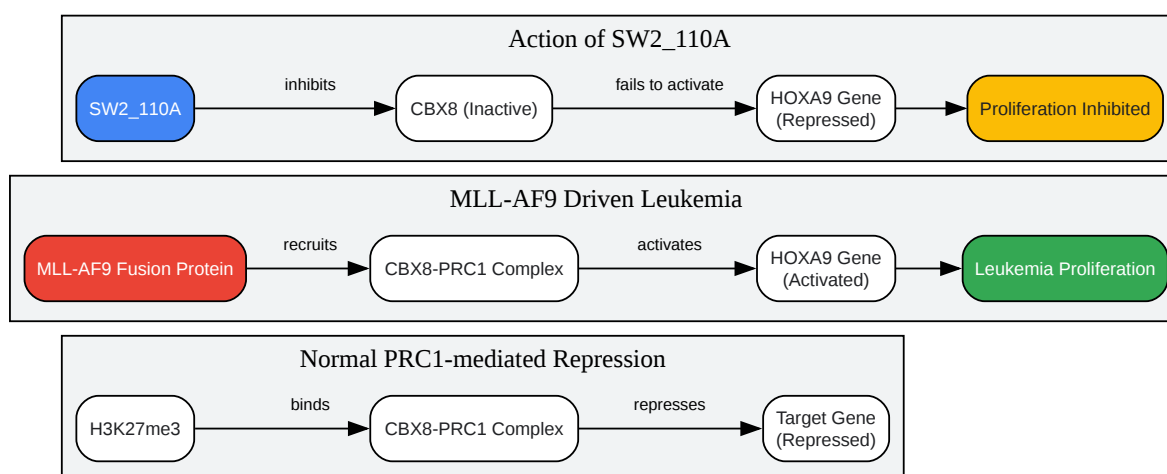 Action of SW2_110A
inhibits
fails to activate
SW2_110A
CBX8 (Inactive)
HOXA9 Gene
(Repressed)
Proliferation Inhibited
MLL-AF9 Driven Leukemia
recruits
activates
MLL-AF9 Fusion Protein
CBX8-PRC1 Complex
HOXA9 Gene
(Activated)
Leukemia Proliferation
Normal PRC1-mediated Repression
binds
represses
H3K27me3
CBX8-PRC1 Complex
Target Gene
(Repressed)